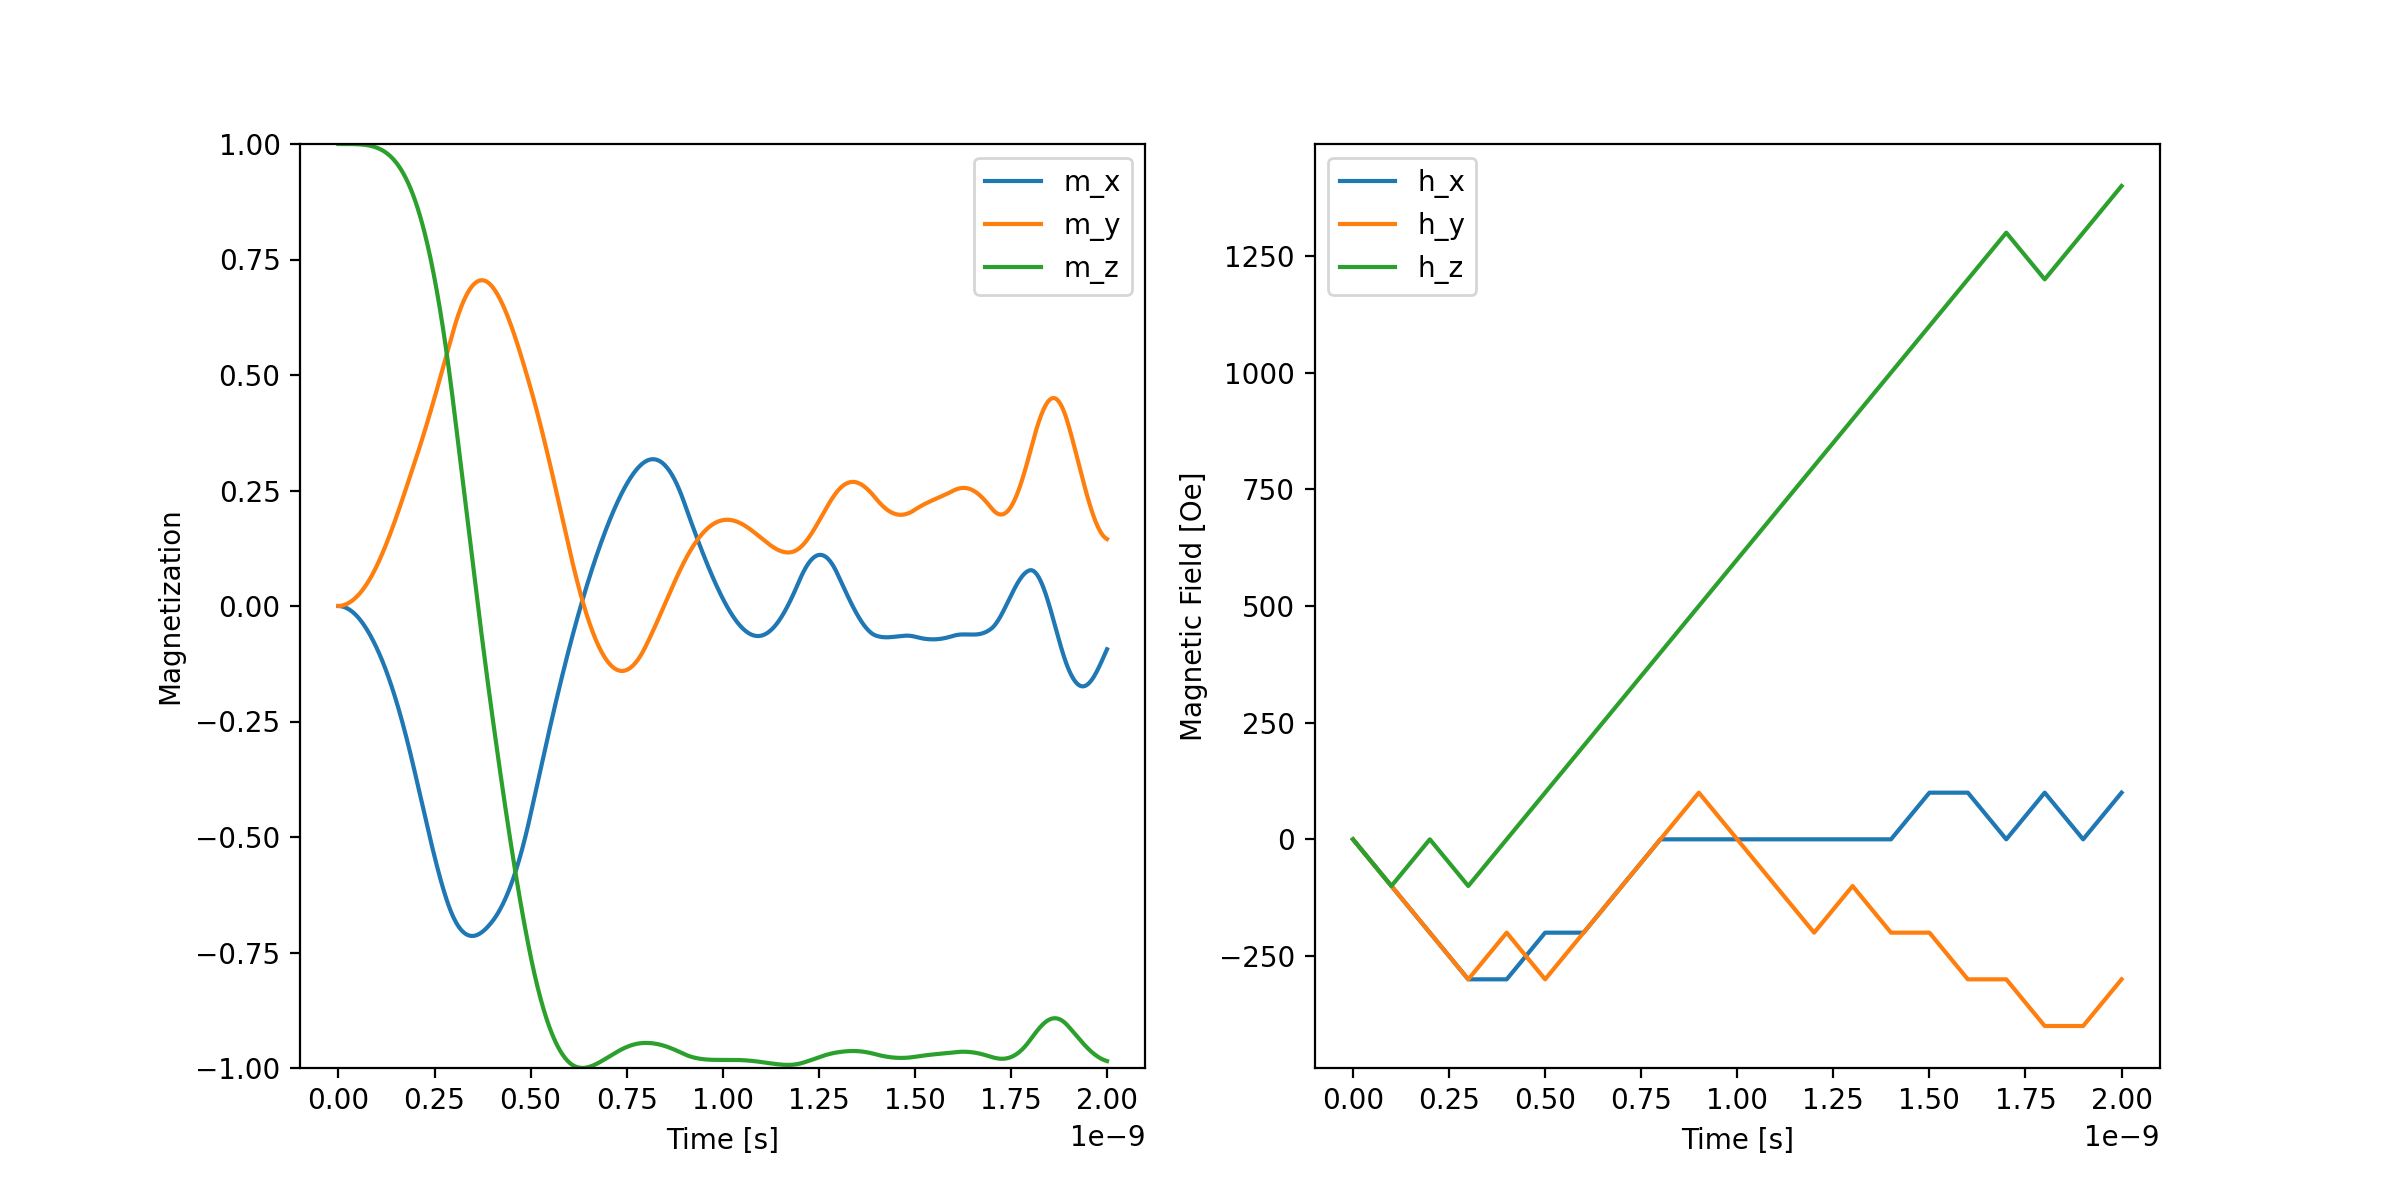 1.00
0.75
0.50
0.25
0.00
−0.25
−0.50
−0.75
−1.00
Magnetization
0.00 0.25 0.50 0.75 1.00 1.25 1.50 1.75 2.00
Time [s]
1e−9
m_x
m_y
m_z
1250
1000
750
500
250
0
−250
Magnetic Field [Oe]
0.00 0.25 0.50 0.75 1.00 1.25 1.50 1.75 2.00
Time [s]
1e−9
h_x
h_y
h_z